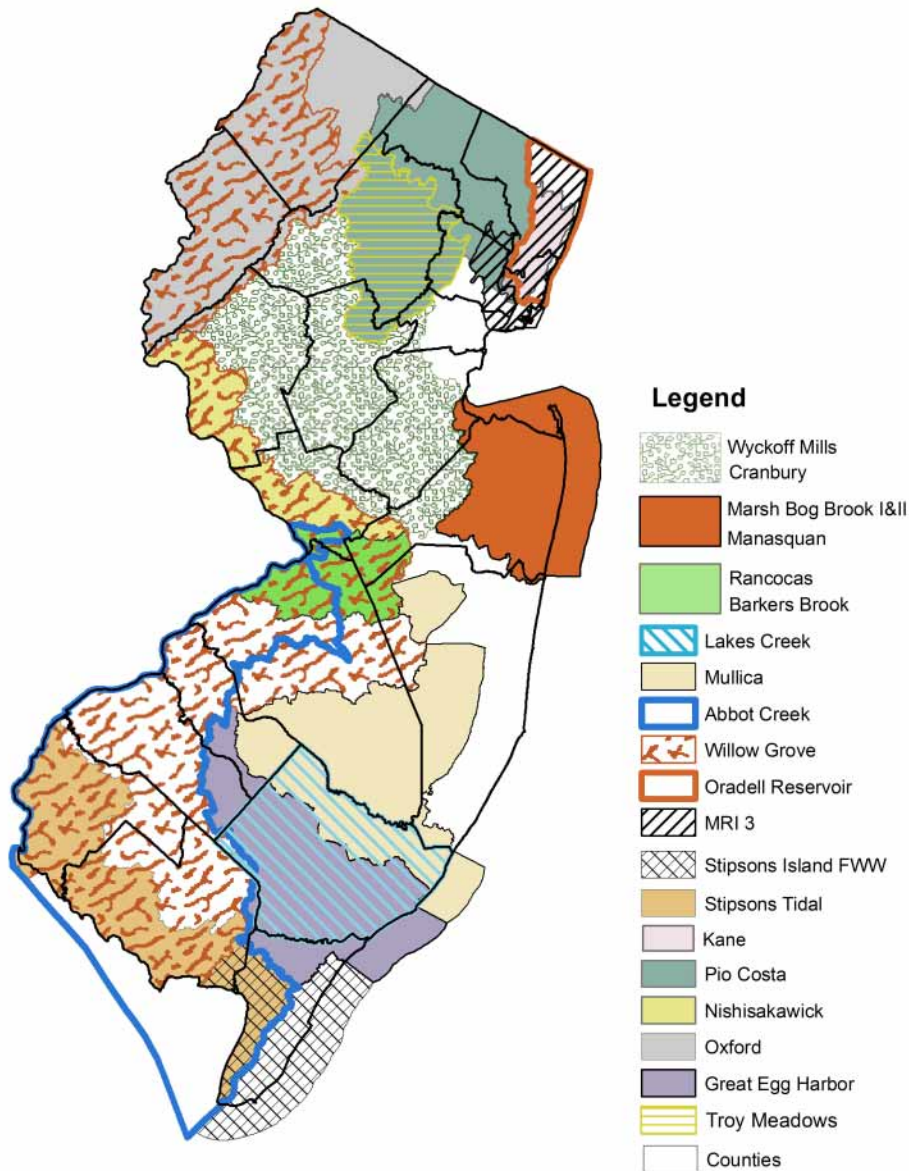 Legend
Wyckoff Mills
Cranbury
Marsh Bog Brook I&II
Manasquan
Rancocas
Barkers Brook
Lakes Creek
Mullica
Abbot Creek
Willow Grove
Oradell Reservoir
MRI 3
Stipsons Island FWW
Stipsons Tidal
Kane
Pio Costa
Nishisakawick
Oxford
Great Egg Harbor
Troy Meadows
Counties